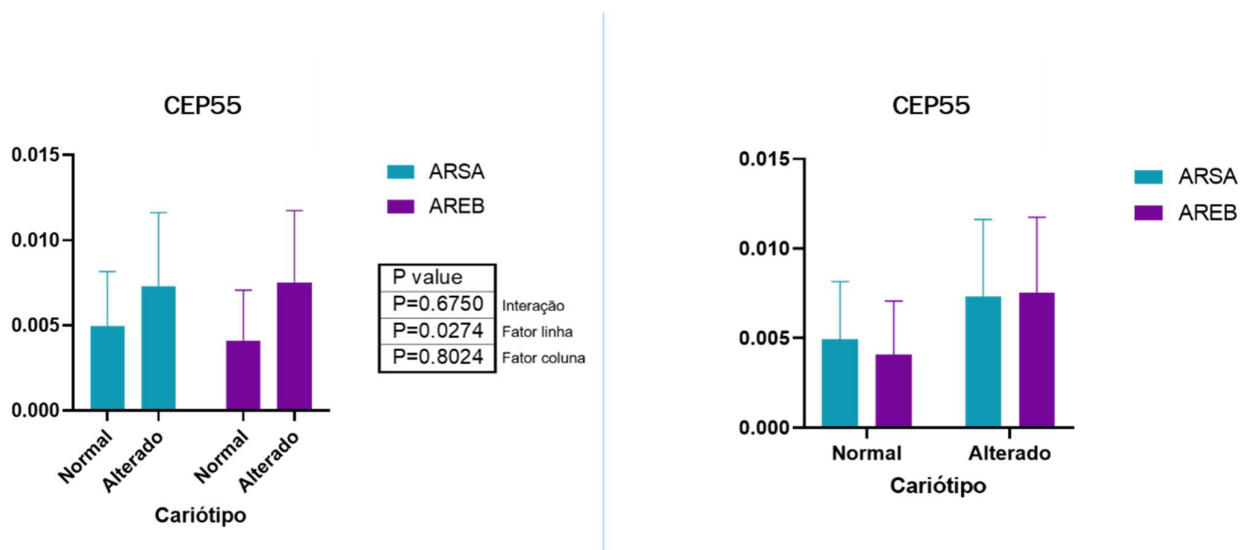 CEP55
0.015
0.010
0.005
0.000
Normal
Alterado
Normal
Alterado
Cariótipo
ARSA
AREB
P value
P=0.6750 Interação
P=0.0274 Fator linha
P=0.8024 Fator coluna
CEP55
0.015
0.010
0.005
0.000
Normal Alterado
Cariótipo
ARSA
AREB